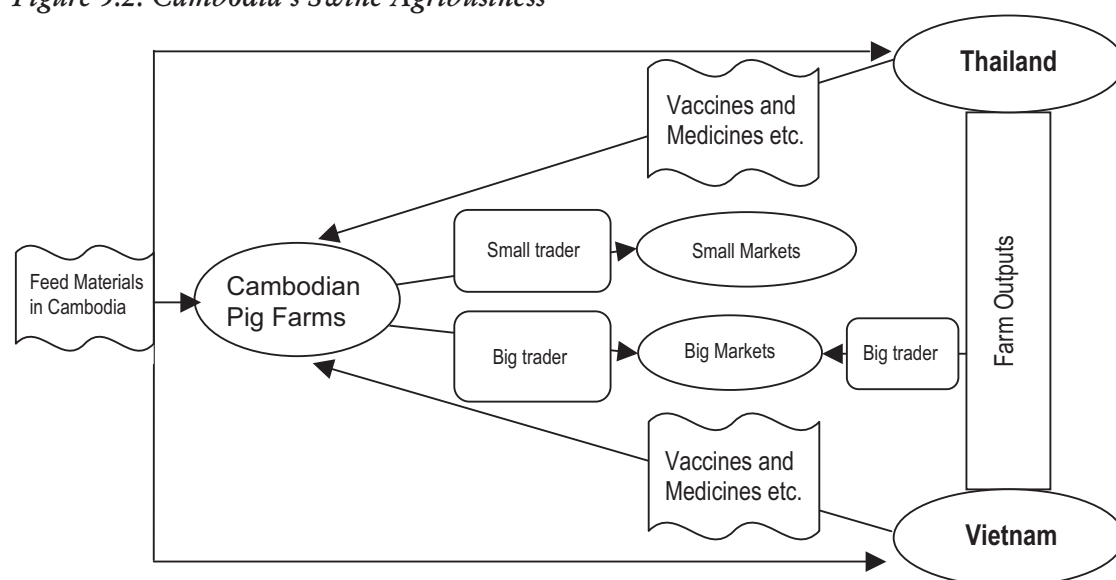 Figure 9.2: Cambodia's Swine Agribusiness
Thailand
Vaccines and
Medicines etc.
Small trader
Small Markets
Feed Materials
in Cambodia
Cambodian
Pig Farms
Farm Outputs
Big trader
Big Markets
Big trader
Vaccines and
Medicines etc.
Vietnam